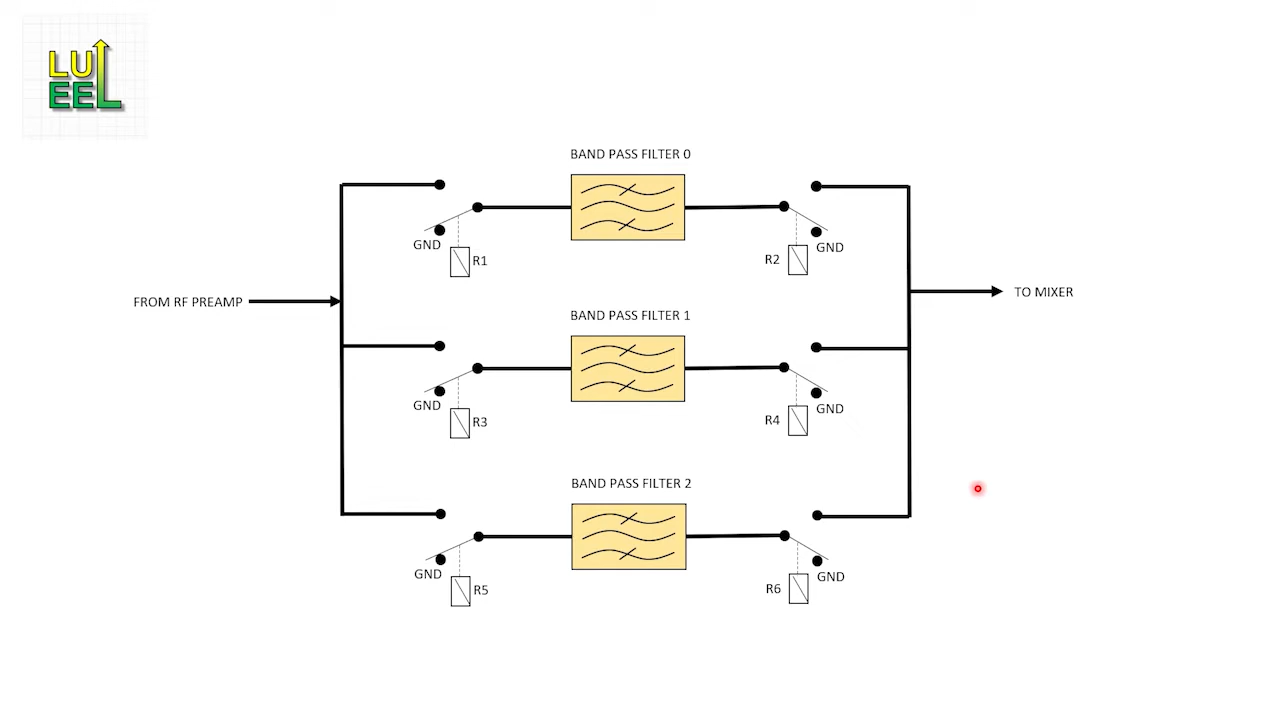 LU
EEL
BAND PASS FILTER 0
GND
R1
R2
GND
FROM RF PREAMP
TO MIXER
BAND PASS FILTER 1
GND
R3
R4
GND
BAND PASS FILTER 2
GND
R5
R6
GND